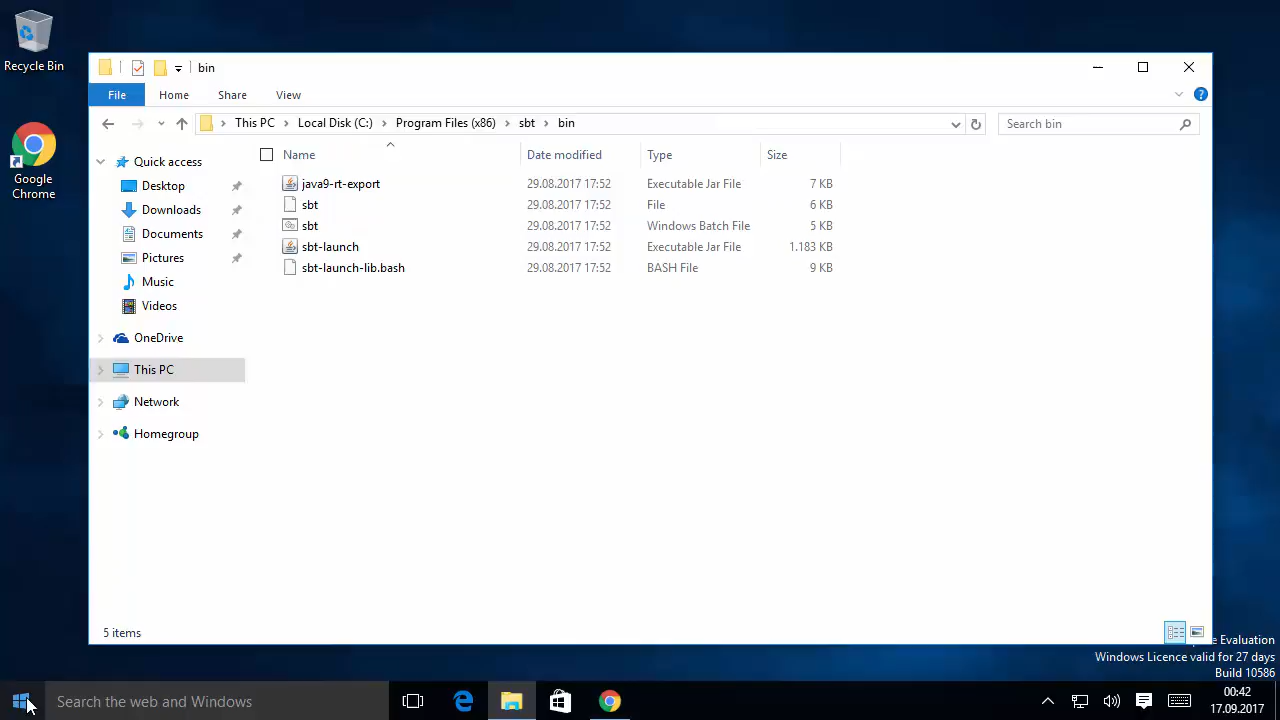 Recycle Bin
Google
Chrome
bin
File Home Share View
This PC Local Disk (C:) Program Files (x86) sbt bin
Search bin
Name Date modified Type Size
java9-rt-export 29.08.2017 17:52 Executable Jar File 7 KB
sbt 29.08.2017 17:52 File 6 KB
sbt 29.08.2017 17:52 Windows Batch File 5 KB
sbt-launch 29.08.2017 17:52 Executable Jar File 1.183 KB
sbt-launch-lib.bash 29.08.2017 17:52 BASH File 9 KB
Quick access
Desktop
Downloads
Documents
Pictures
Music
Videos
OneDrive
This PC
Network
Homegroup
5 items
Evaluation
Windows Licence valid for 27 days
Build 10586
Search the web and Windows
00:42
17.09.2017